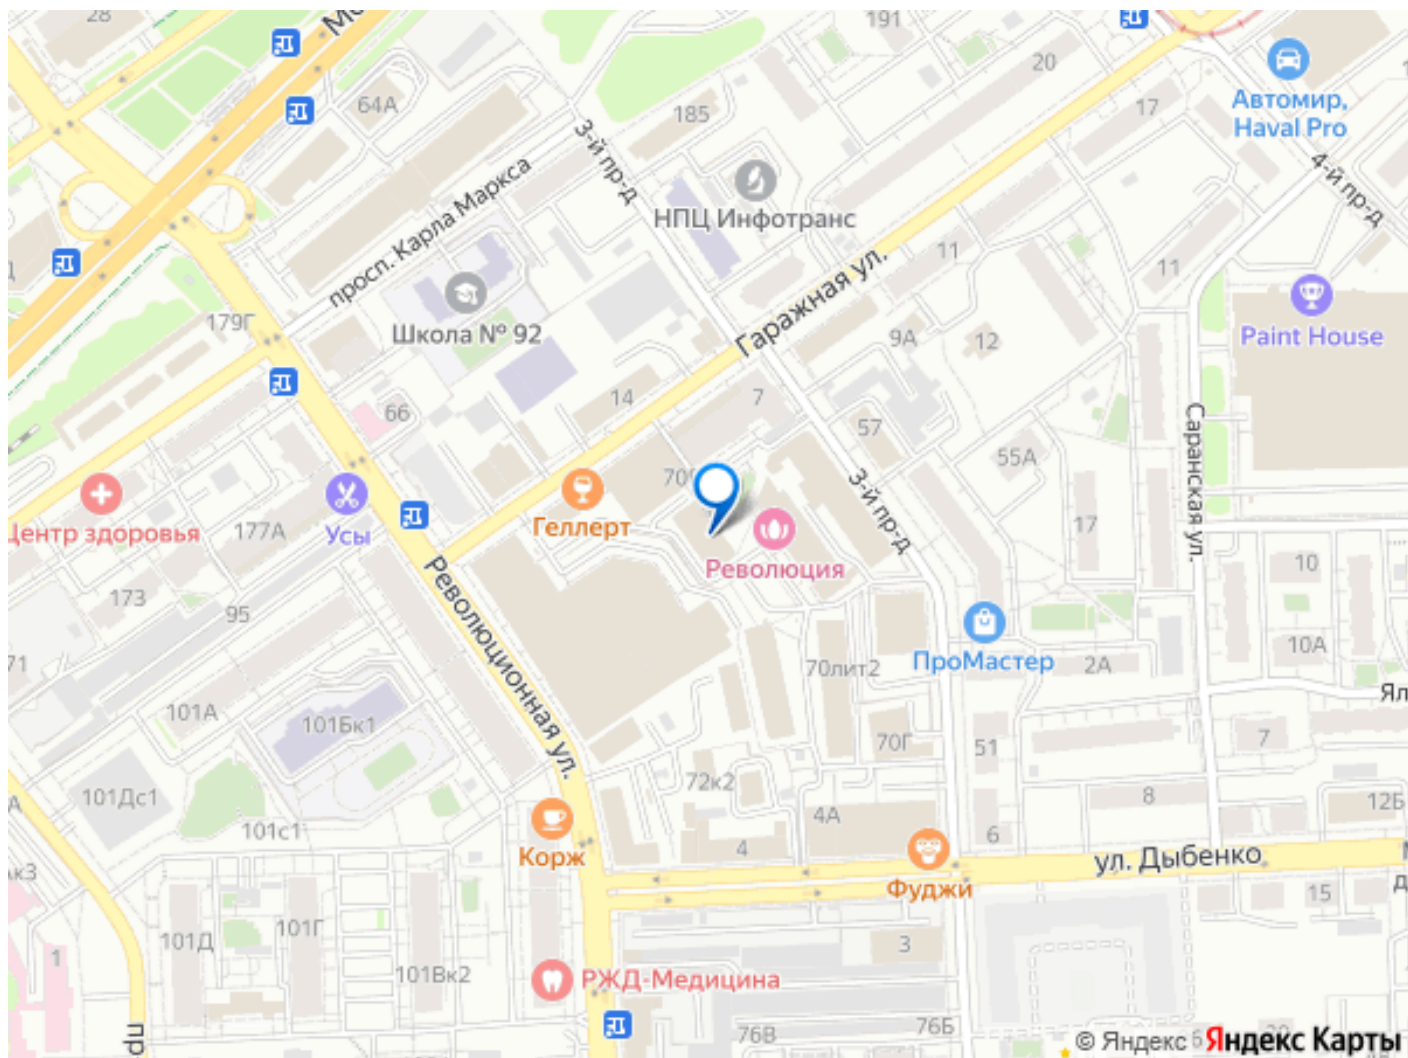 28
191
20
64А
185
17
Автомир,
Haval Pro
3-й пр-д
4-й пр-д
просп. Карла Маркса
НПЦ Инфотранс
11
11
Гаражная ул.
179Г
Школа № 92
9А
12
Paint House
66
14
7
57
55А
Саранская ул.
3-й пр-д
Центр здоровья
177А
Усы
Геллерт
Революция
17
173
95
10
10А
Революционная ул.
71
101А
101Бк1
70лит2
ПроМастер
2А
Ял
70Г
51
7
101Дс1
72к2
8
12Б
101с1
4А
6
Корж
4
ул. Дыбенко
Фуджи
15
101Д
101Г
1
101Вк2
3
РЖД-Медицина
76В
76Б
пр
© Яндекс
Яндекс Карты